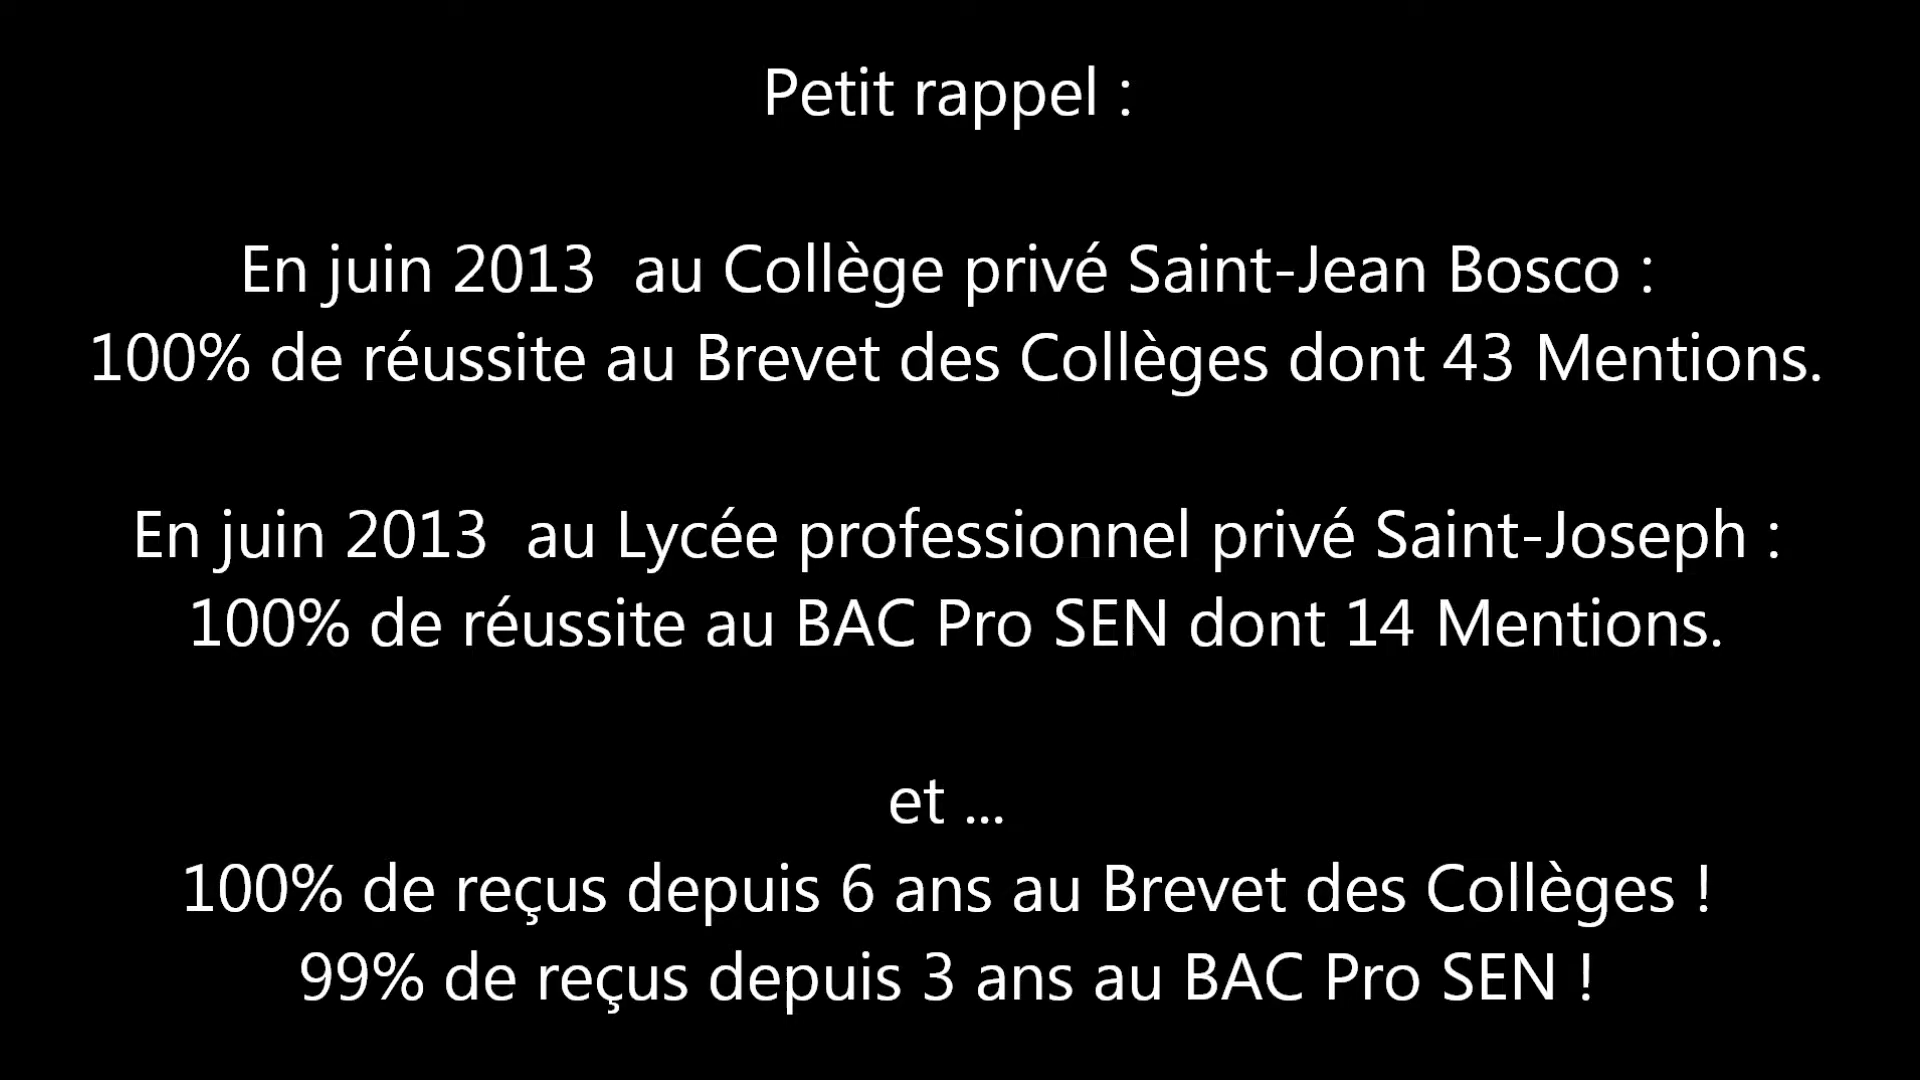 Petit rappel :
En juin 2013  au Collège privé Saint-Jean Bosco :
100% de réussite au Brevet des Collèges dont 43 Mentions.
En juin 2013  au Lycée professionnel privé Saint-Joseph :
100% de réussite au BAC Pro SEN dont 14 Mentions.
et ...
100% de reçus depuis 6 ans au Brevet des Collèges !
99% de reçus depuis 3 ans au BAC Pro SEN !